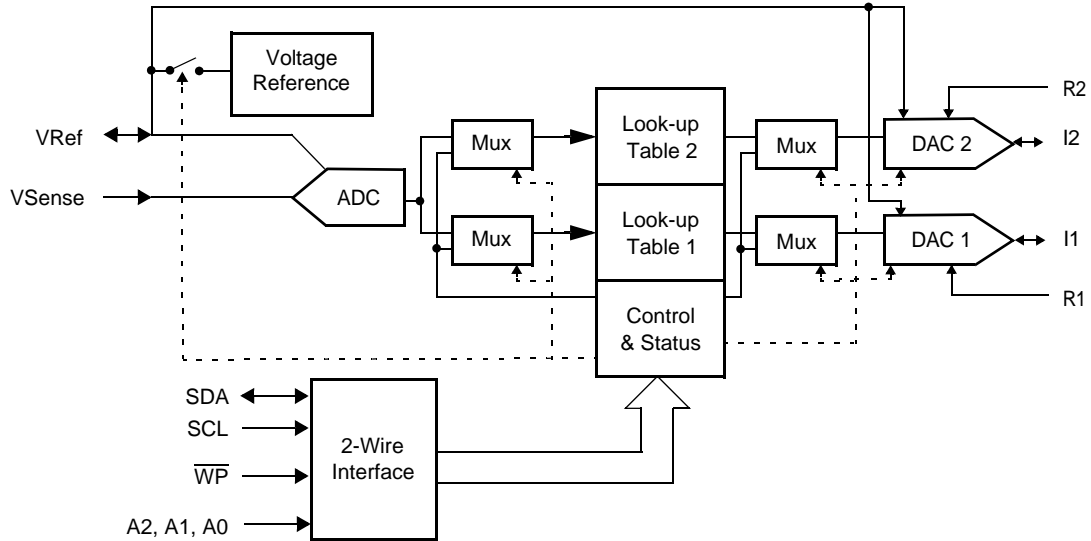 Voltage
Reference
R2
VRef
Mux
Look-up
Table 2
Mux
DAC 2
I2
VSense
ADC
Mux
Look-up
Table 1
Mux
DAC 1
I1
R1
Control
& Status
SDA
SCL
2-Wire
Interface
W̅P̅
A2, A1, A0